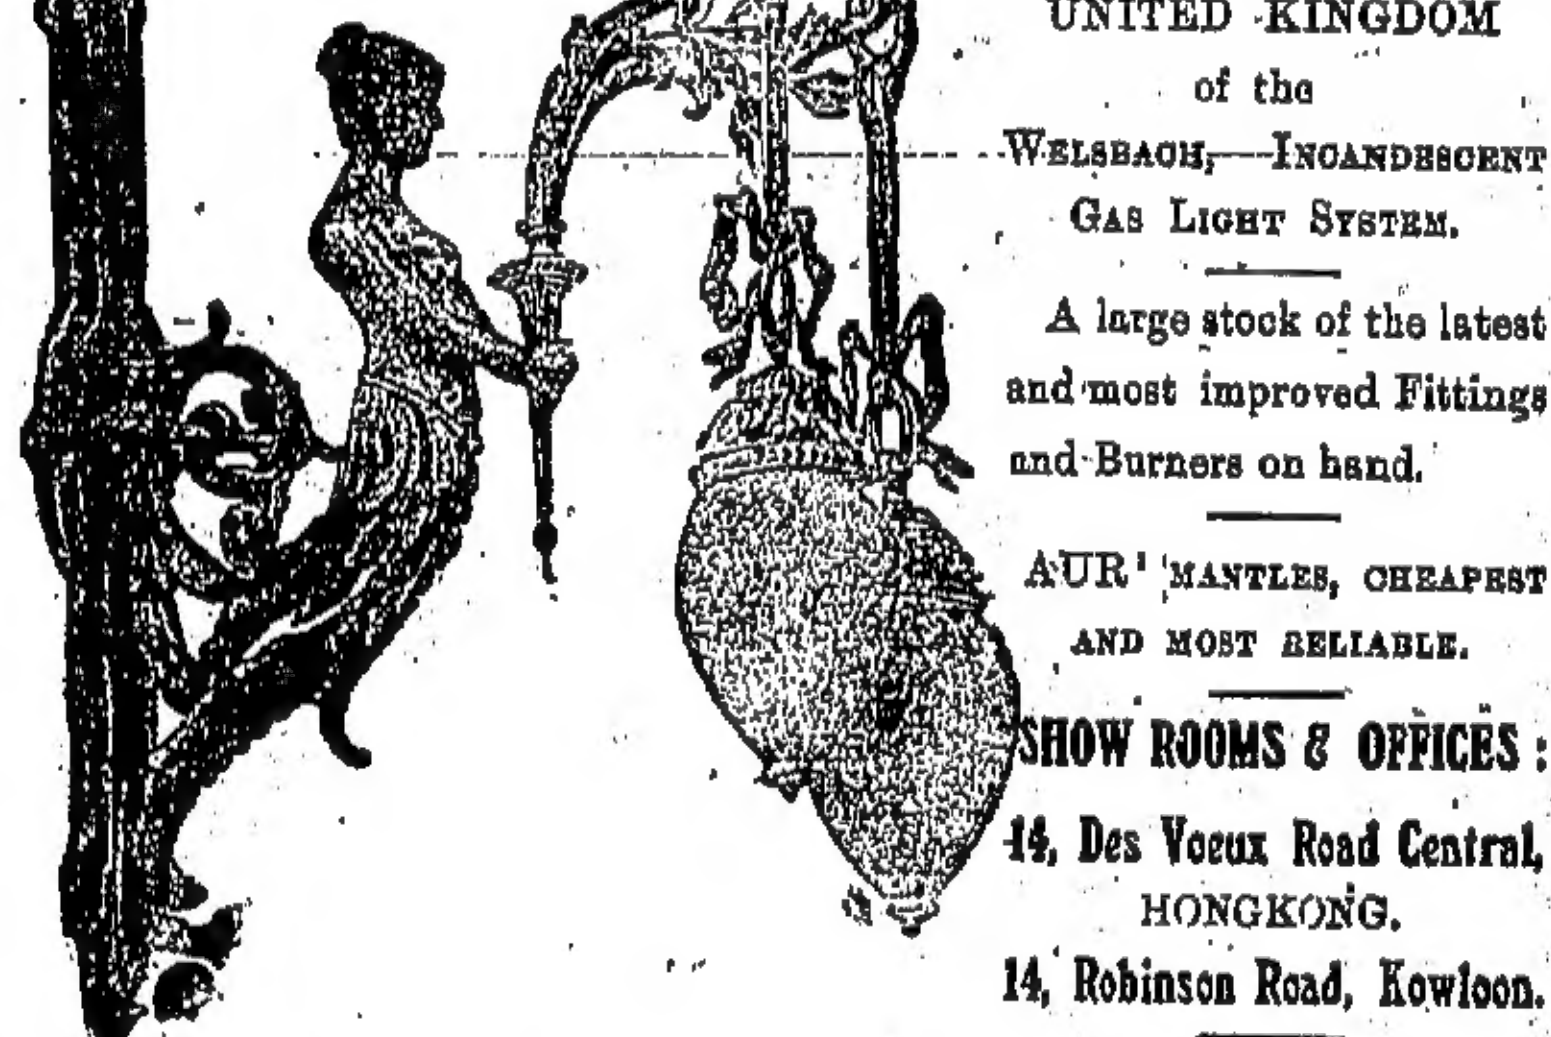 UNITED KINGDOM
of the
WELSBACH,—INCANDESCENT
GAS LIGHT SYSTEM.
A large stock of the latest
and most improved Fittings
and Burners on hand.
AUR' MANTLES, CHEAPEST
AND MOST RELIABLE.
SHOW ROOMS & OFFICES :
14, Des Voeux Road Central,
HONGKONG.
14, Robinson Road, Kowloon.